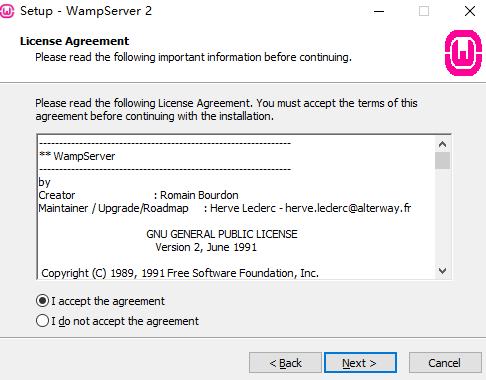 Setup - WampServer 2
License Agreement
Please read the following important information before continuing.
Please read the following License Agreement. You must accept the terms of this
agreement before continuing with the installation.
------------------------------------------------------------
** WampServer
------------------------------------------------------------
by
Creator : Romain Bourdon
Maintainer / Upgrade/Roadmap : Herve Leclerc - herve.leclerc@alterway.fr
GNU GENERAL PUBLIC LICENSE
Version 2, June 1991
Copyright (C) 1989, 1991 Free Software Foundation, Inc.
I accept the agreement
I do not accept the agreement
< Back Next > Cancel